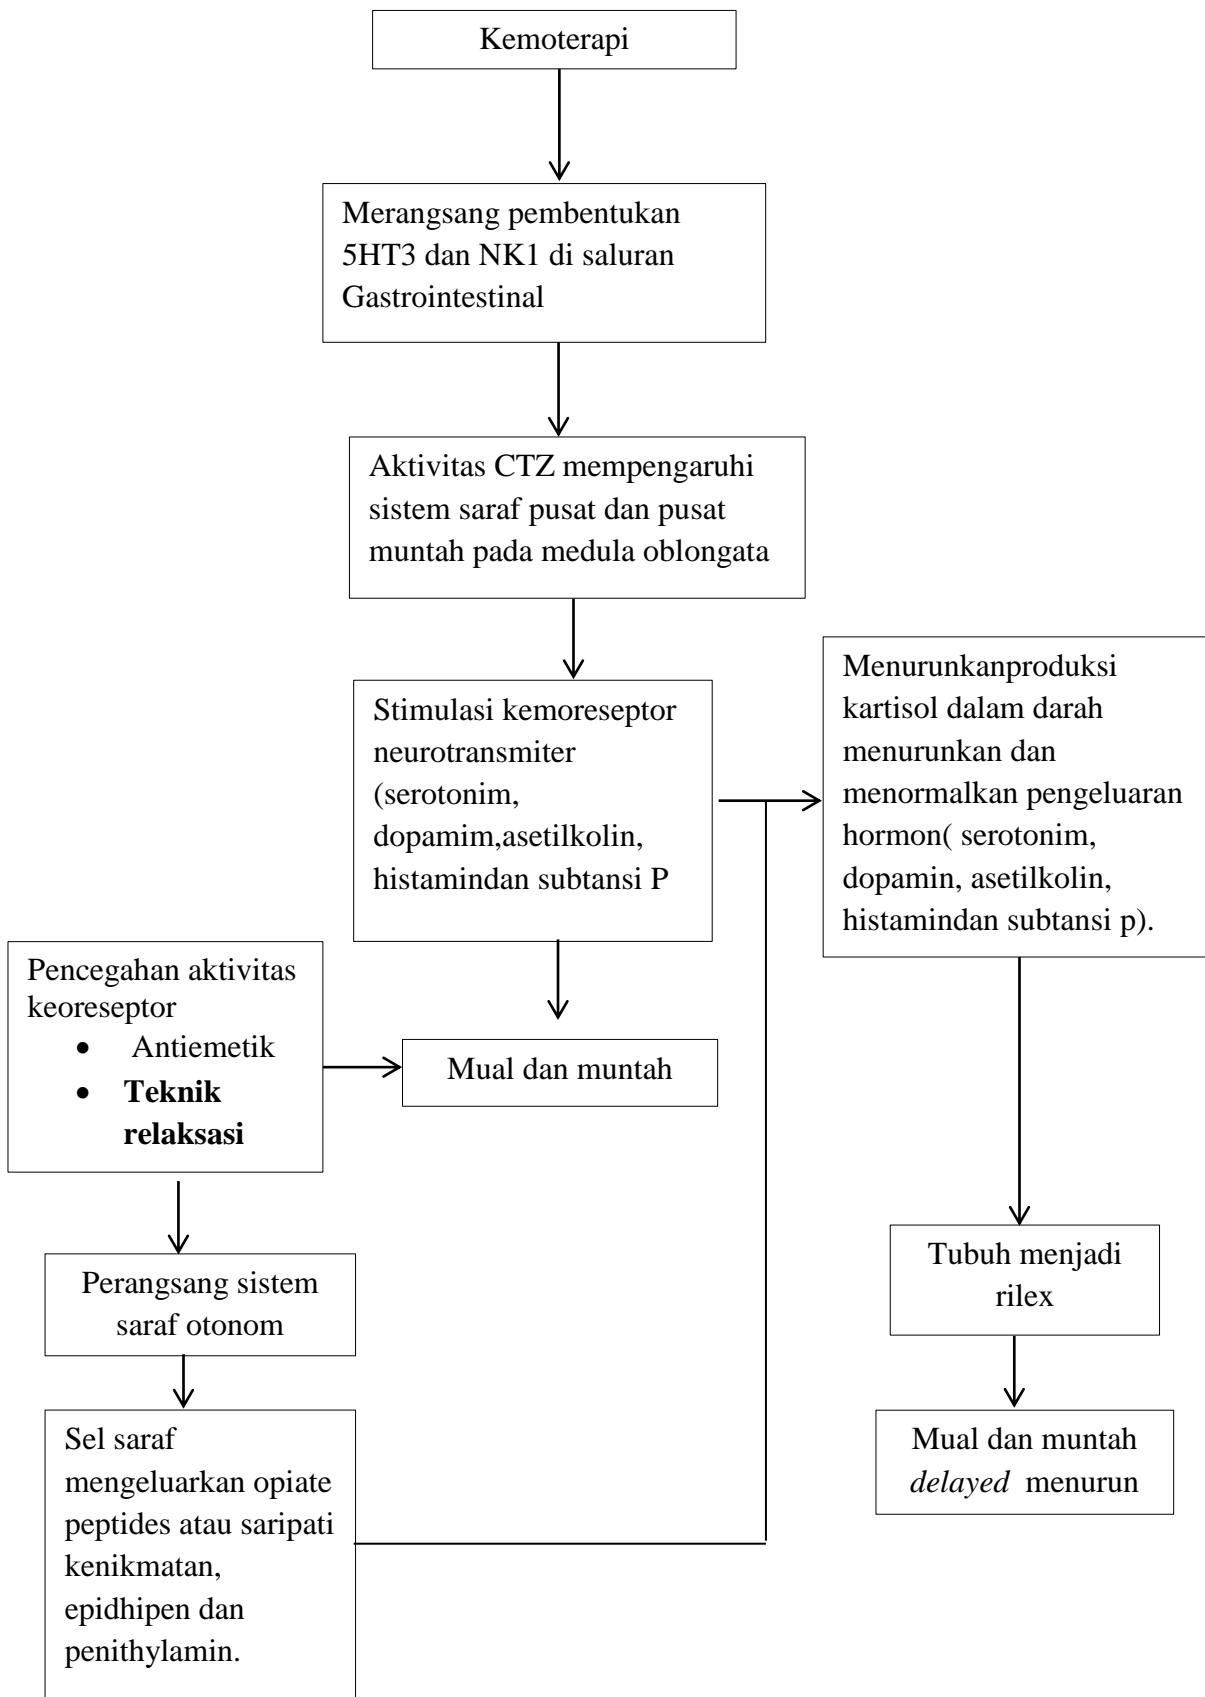 Kemoterapi
Merangsang pembentukan
5HT3 dan NK1 di saluran
Gastrointestinal
Aktivitas CTZ mempengaruhi
sistem saraf pusat dan pusat
muntah pada medula oblongata
Stimulasi kemoreseptor
neurotransmiter
(serotonim,
dopamim,asetilkolin,
histamindan subtansi P
Menurunkanproduksi
kartisol dalam darah
menurunkan dan
menormalkan pengeluaran
hormon( serotonim,
dopamin, asetilkolin,
histamindan subtansi p).
Pencegahan aktivitas
keoreseptor
• Antiemetik
• Teknik
relaksasi
Mual dan muntah
Perangsang sistem
saraf otonom
Tubuh menjadi
rilex
Sel saraf
mengeluarkan opiate
peptides atau saripati
kenikmatan,
epidhipen dan
penithylamin.
Mual dan muntah
delayed menurun